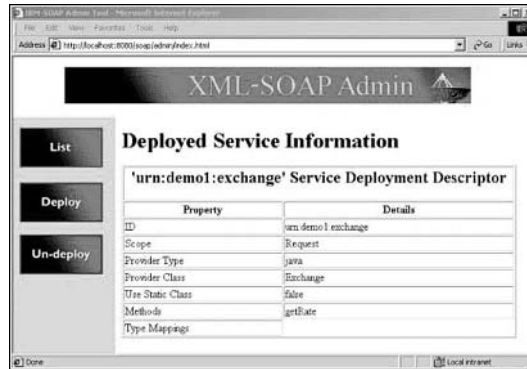 IBM-SOAP Admin Tool - Microsoft Internet Explorer
File Edit View Favorites Tools Help
Address http://localhost:8080/soap/admin/index.html Go Links
XML-SOAP Admin
List
Deploy
Un-deploy
Deployed Service Information
'urn:demo1:exchange' Service Deployment Descriptor
Property Details
ID urn:demo1:exchange
Scope Request
Provider Type java
Provider Class Exchange
Use Static Class false
Methods getRate
Type Mappings
Done Local intranet